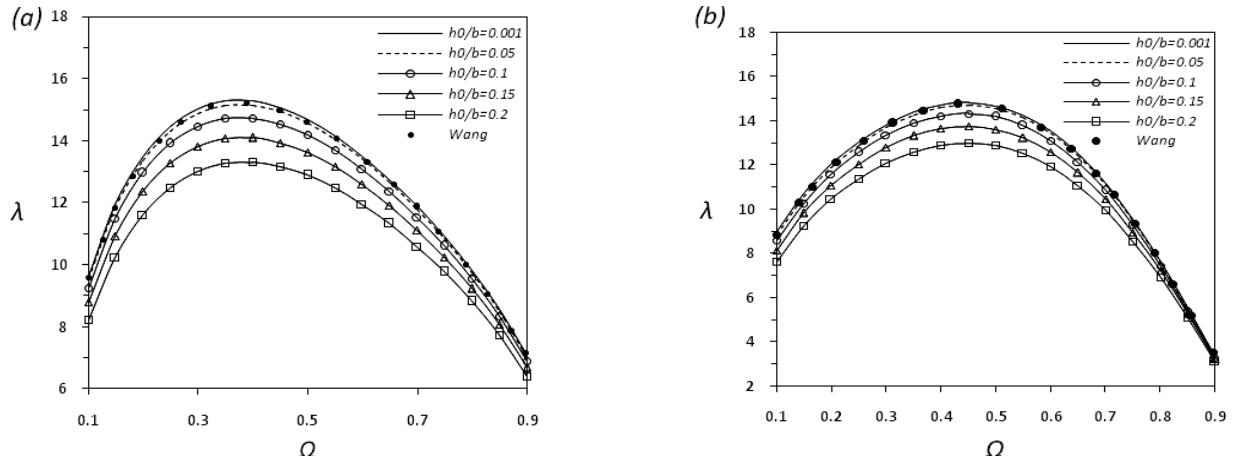 (a)
18
16
14
12
10
8
6
λ
0.1 0.3 0.5 0.7 0.9
Ω
h0/b=0.001
h0/b=0.05
h0/b=0.1
h0/b=0.15
h0/b=0.2
Wang
(b)
18
16
14
12
10
8
6
4
2
λ
0.1 0.2 0.3 0.4 0.5 0.6 0.7 0.8 0.9
Ω
h0/b=0.001
h0/b=0.05
h0/b=0.1
h0/b=0.15
h0/b=0.2
Wang